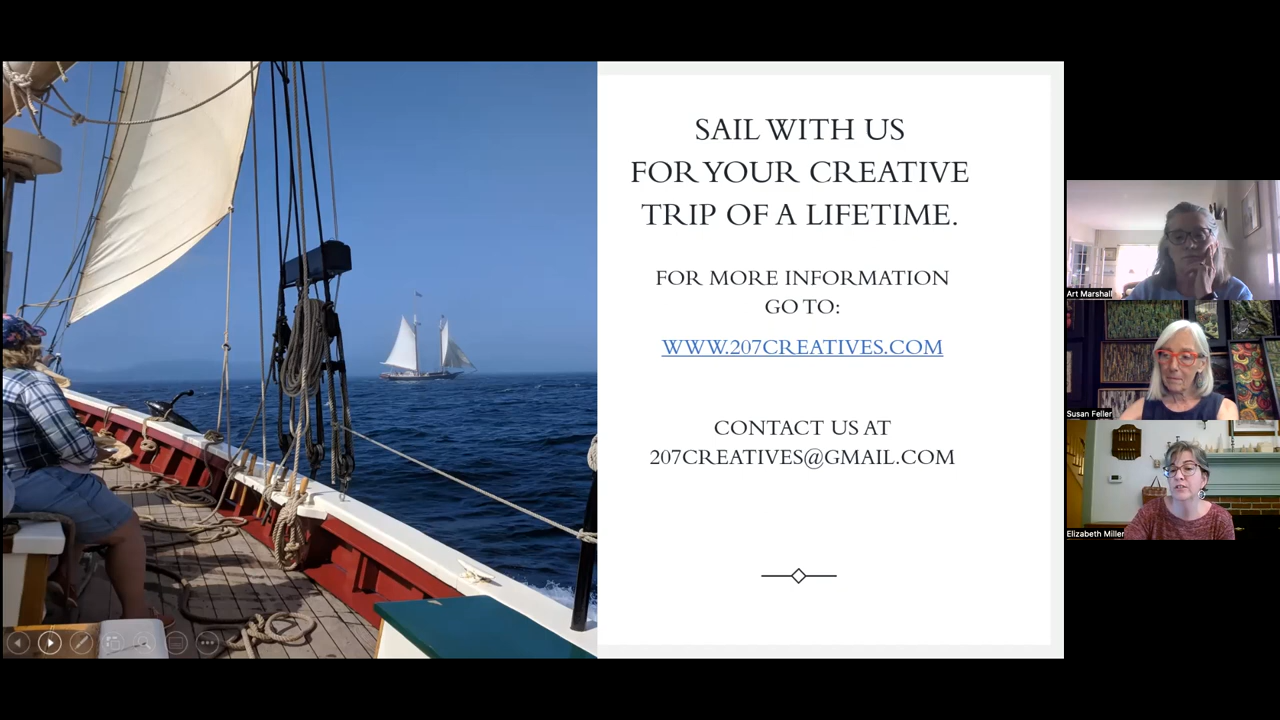 SAIL WITH US
FOR YOUR CREATIVE
TRIP OF A LIFETIME.
FOR MORE INFORMATION
GO TO:
WWW.207CREATIVES.COM
CONTACT US AT
207CREATIVES@GMAIL.COM
Art Marshall
Susan Feller
Elizabeth Miller